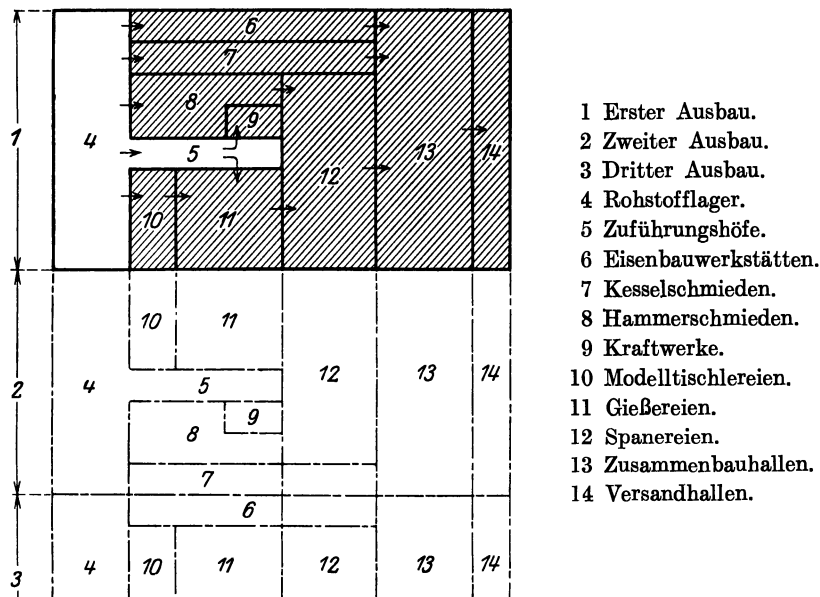 6
7
8
9
4
5
1
13
14
12
10
11
10
11
12
13
14
4
5
2
8
9
7
6
4
10
11
12
13
14
3
1 Erster Ausbau.
2 Zweiter Ausbau.
3 Dritter Ausbau.
4 Rohstofflager.
5 Zuführungshöfe.
6 Eisenbauwerkstätten.
7 Kesselschmieden.
8 Hammerschmieden.
9 Kraftwerke.
10 Modelltischlereien.
11 Gießereien.
12 Spanereien.
13 Zusammenbauhallen.
14 Versandhallen.